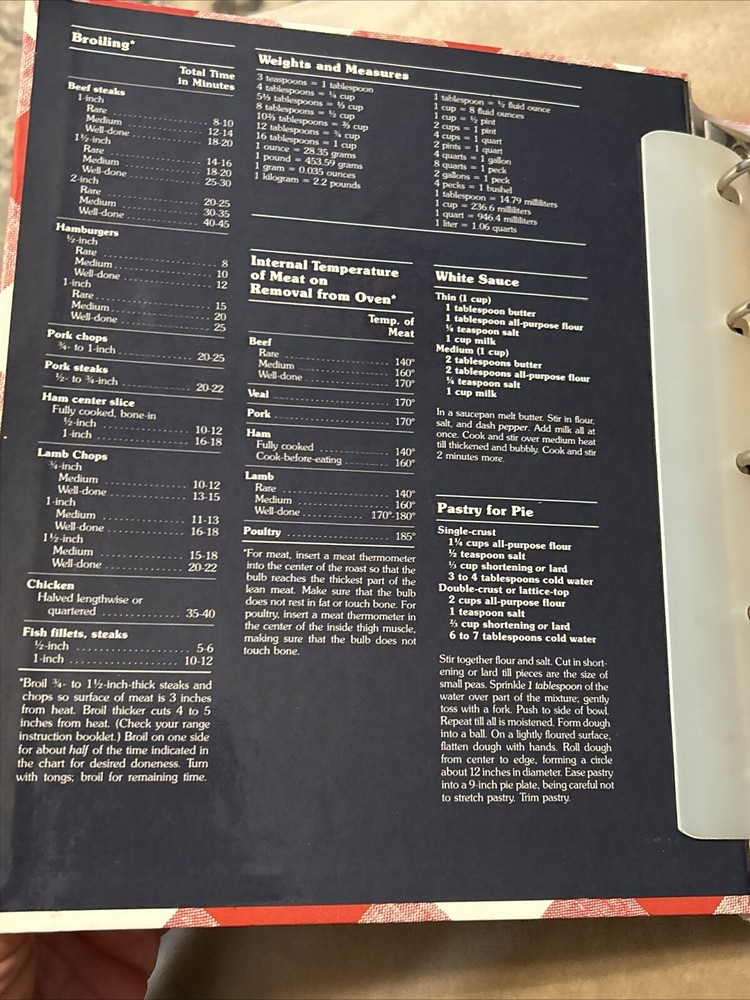 Broiling*
Total Time
in Minutes
Beef steaks
1-inch
Rare ........ 8-10
Medium ........ 12-14
Well-done ........ 18-20
1½-inch
Rare ........ 14-16
Medium ........ 18-20
Well-done ........ 25-30
2-inch
Rare ........ 20-25
Medium ........ 30-35
Well-done ........ 40-45
Hamburgers
½-inch
Rare ........ 8
Medium ........ 10
Well-done ........ 12
1-inch
Rare ........ 15
Medium ........ 20
Well-done ........ 25
Pork chops
¾- to 1-inch ........ 20-25
Pork steaks
½- to ¾-inch ........ 20-22
Ham center slice
Fully cooked, bone-in
½-inch ........ 10-12
1-inch ........ 16-18
Lamb Chops
¾-inch
Medium ........ 10-12
Well-done ........ 13-15
1-inch
Medium ........ 11-13
Well-done ........ 16-18
1½-inch
Medium ........ 15-18
Well-done ........ 20-22
Chicken
Halved lengthwise or
quartered ........ 35-40
Fish fillets, steaks
½-inch ........ 5-6
1-inch ........ 10-12
*Broil ¾- to 1½-inch-thick steaks and
chops so surface of meat is 3 inches
from heat. Broil thicker cuts 4 to 5
inches from heat. (Check your range
instruction booklet.) Broil on one side
for about half of the time indicated in
the chart for desired doneness. Turn
with tongs; broil for remaining time.
Weights and Measures
3 teaspoons = 1 tablespoon
4 tablespoons = ¼ cup
5⅓ tablespoons = ⅓ cup
8 tablespoons = ½ cup
10⅔ tablespoons = ⅔ cup
12 tablespoons = ¾ cup
16 tablespoons = 1 cup
1 ounce = 28.35 grams
1 pound = 453.59 grams
1 gram = 0.035 ounces
1 kilogram = 2.2 pounds
1 tablespoon = ½ fluid ounce
1 cup = 8 fluid ounces
1 cup = ½ pint
2 cups = 1 pint
4 cups = 1 quart
2 pints = 1 quart
4 quarts = 1 gallon
8 quarts = 1 peck
2 gallons = 1 peck
4 pecks = 1 bushel
1 tablespoon = 14.79 milliliters
1 cup = 236.6 milliliters
1 quart = 946.4 milliliters
1 liter = 1.06 quarts
Internal Temperature
of Meat on
Removal from Oven*
Temp. of
Meat
Beef
Rare ........ 140°
Medium ........ 160°
Well-done ........ 170°
Veal ........ 170°
Pork ........ 170°
Ham
Fully cooked ........ 140°
Cook-before-eating ........ 160°
Lamb
Rare ........ 140°
Medium ........ 160°
Well-done ........ 170°-180°
Poultry ........ 185°
*For meat, insert a meat thermometer
into the center of the roast so that the
bulb reaches the thickest part of the
lean meat. Make sure that the bulb
does not rest in fat or touch bone. For
poultry, insert a meat thermometer in
the center of the inside thigh muscle,
making sure that the bulb does not
touch bone.
White Sauce
Thin (1 cup)
1 tablespoon butter
1 tablespoon all-purpose flour
¼ teaspoon salt
1 cup milk
Medium (1 cup)
2 tablespoons butter
2 tablespoons all-purpose flour
¼ teaspoon salt
1 cup milk
In a saucepan melt butter. Stir in flour,
salt, and dash pepper. Add milk all at
once. Cook and stir over medium heat
till thickened and bubbly. Cook and stir
2 minutes more.
Pastry for Pie
Single-crust
1¼ cups all-purpose flour
½ teaspoon salt
⅓ cup shortening or lard
3 to 4 tablespoons cold water
Double-crust or lattice-top
2 cups all-purpose flour
1 teaspoon salt
⅔ cup shortening or lard
6 to 7 tablespoons cold water
Stir together flour and salt. Cut in short-
ening or lard till pieces are the size of
small peas. Sprinkle 1 tablespoon of the
water over part of the mixture; gently
toss with a fork. Push to side of bowl.
Repeat till all is moistened. Form dough
into a ball. On a lightly floured surface,
flatten dough with hands. Roll dough
from center to edge, forming a circle
about 12 inches in diameter. Ease pastry
into a 9-inch pie plate, being careful not
to stretch pastry. Trim pastry.